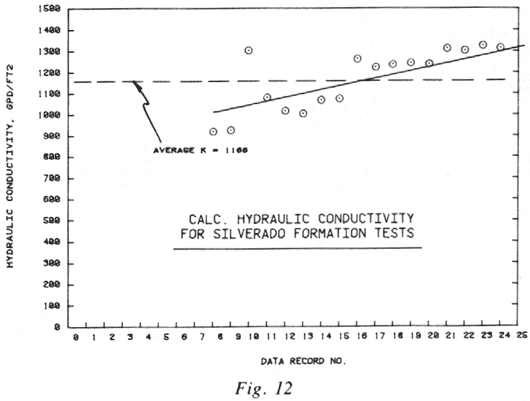 1500
1400
1300
1200
1100
1000
900
800
700
600
500
400
300
200
100
0
HYDRAULIC CONDUCTIVITY, GPD/FT2
AVERAGE K = 1166
CALC. HYDRAULIC CONDUCTIVITY
FOR SILVERADO FORMATION TESTS
0 1 2 3 4 5 6 7 8 9 10 11 12 13 14 15 16 17 18 19 20 21 22 23 24 25
DATA RECORD NO.
Fig. 12